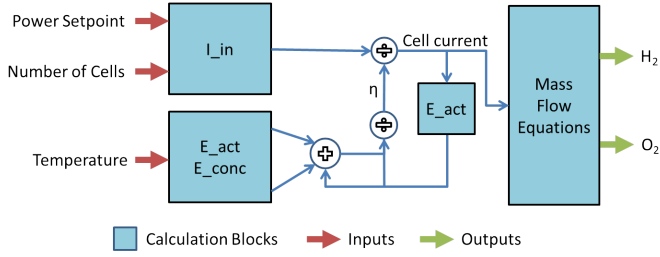 Power Setpoint
Number of Cells
I_in
Cell current
η
Temperature
E_act
E_conc
E_act
Mass
Flow
Equations
H₂
O₂
Calculation Blocks
Inputs
Outputs